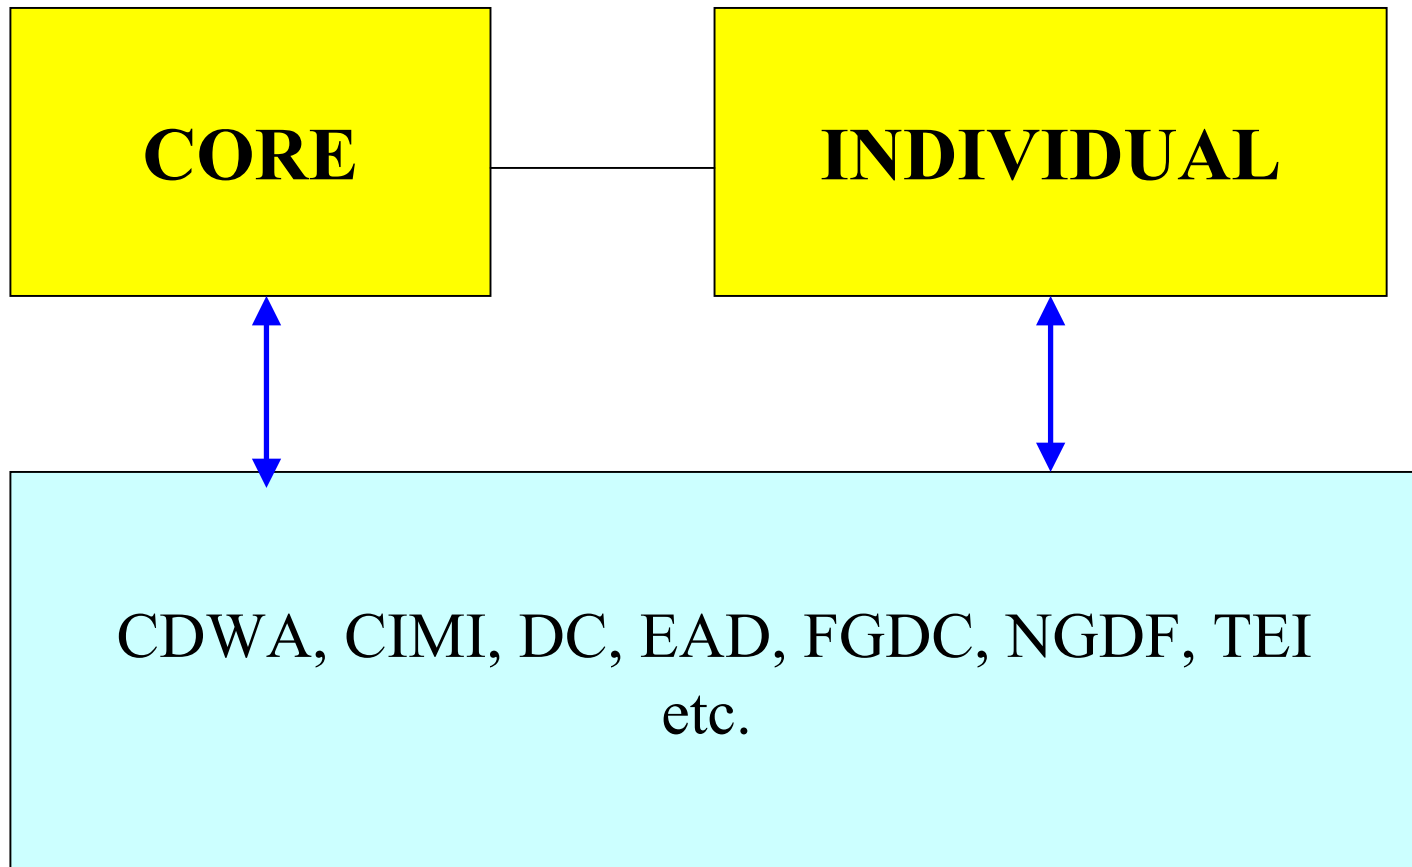 CORE
INDIVIDUAL
CDWA, CIMI, DC, EAD, FGDC, NGDF, TEI
etc.